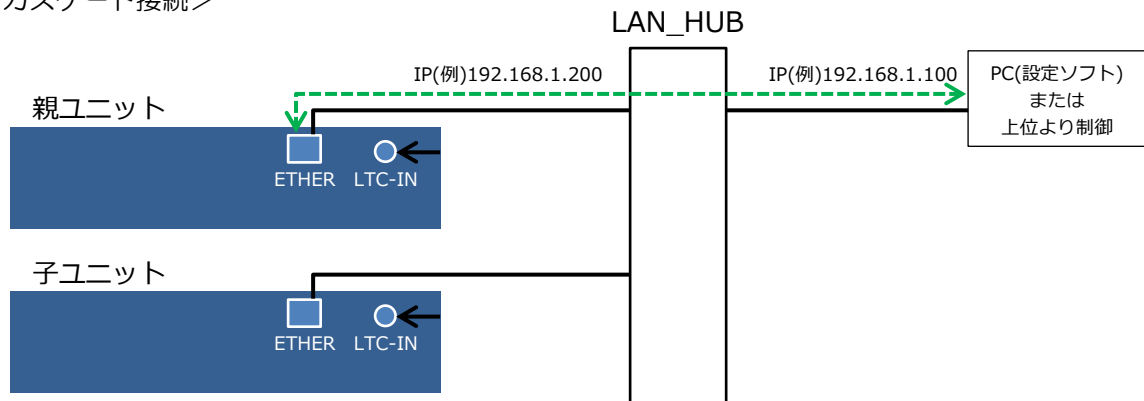 カスケード接続＞
LAN_HUB
IP(例)192.168.1.200
IP(例)192.168.1.100
PC(設定ソフト)
または
上位より制御
親ユニット
ETHER
LTC-IN
子ユニット
ETHER
LTC-IN